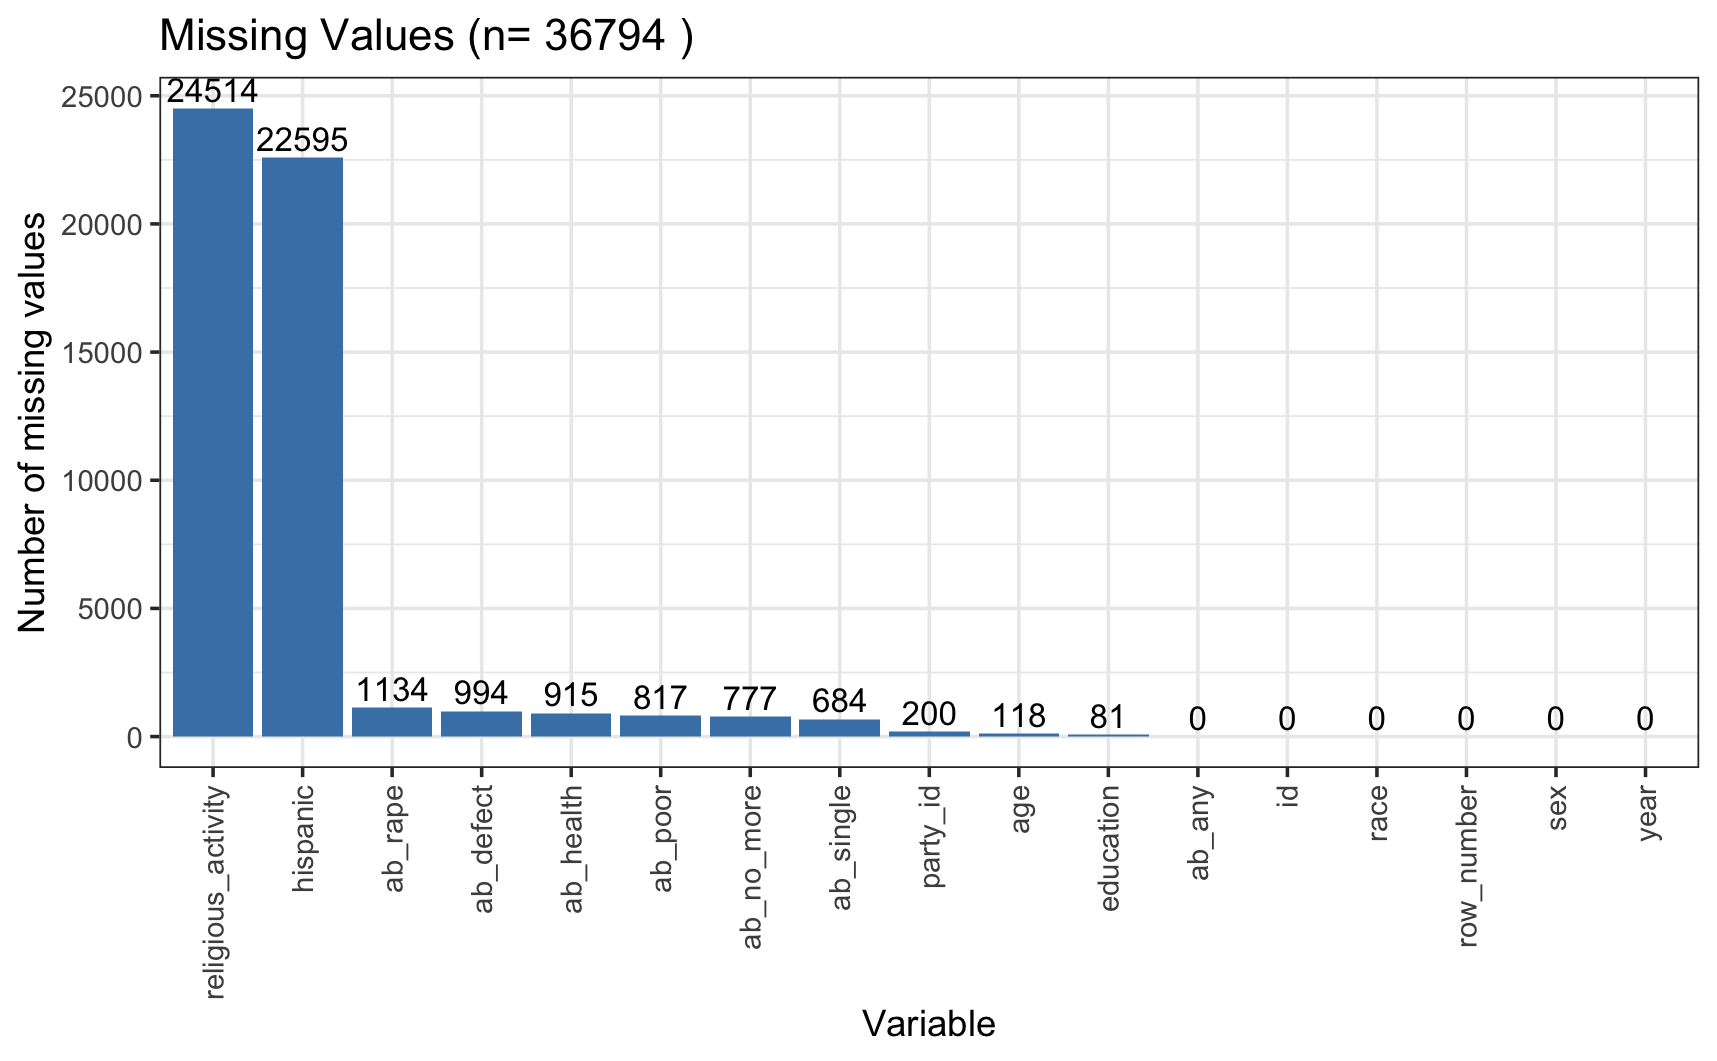 Missing Values (n= 36794 )
Number of missing values
25000
20000
15000
10000
5000
0
24514
22595
1134
994
915
817
777
684
200
118
81
0
0
0
0
0
0
religious_activity
hispanic
ab_rape
ab_defect
ab_health
ab_poor
ab_no_more
ab_single
party_id
age
education
ab_any
id
race
row_number
sex
year
Variable